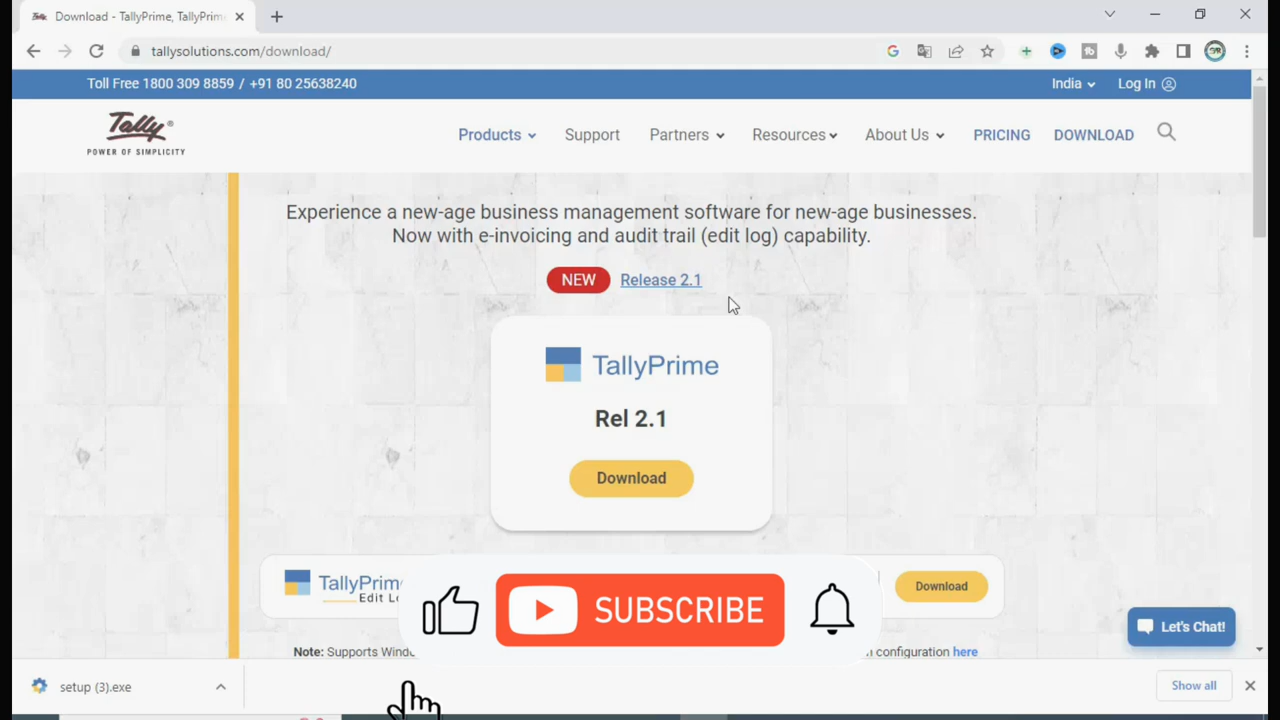 Download - TallyPrime, TallyPrim
tallysolutions.com/download/
Toll Free 1800 309 8859 / +91 80 25638240
India
Log In
Tally
POWER OF SIMPLICITY
Products
Support
Partners
Resources
About Us
PRICING
DOWNLOAD
Experience a new-age business management software for new-age businesses.
Now with e-invoicing and audit trail (edit log) capability.
NEW Release 2.1
TallyPrime
Rel 2.1
Download
TallyPrim
Edit Lo
Download
SUBSCRIBE
Let's Chat!
Note: Supports Windo
configuration here
setup (3).exe
Show all